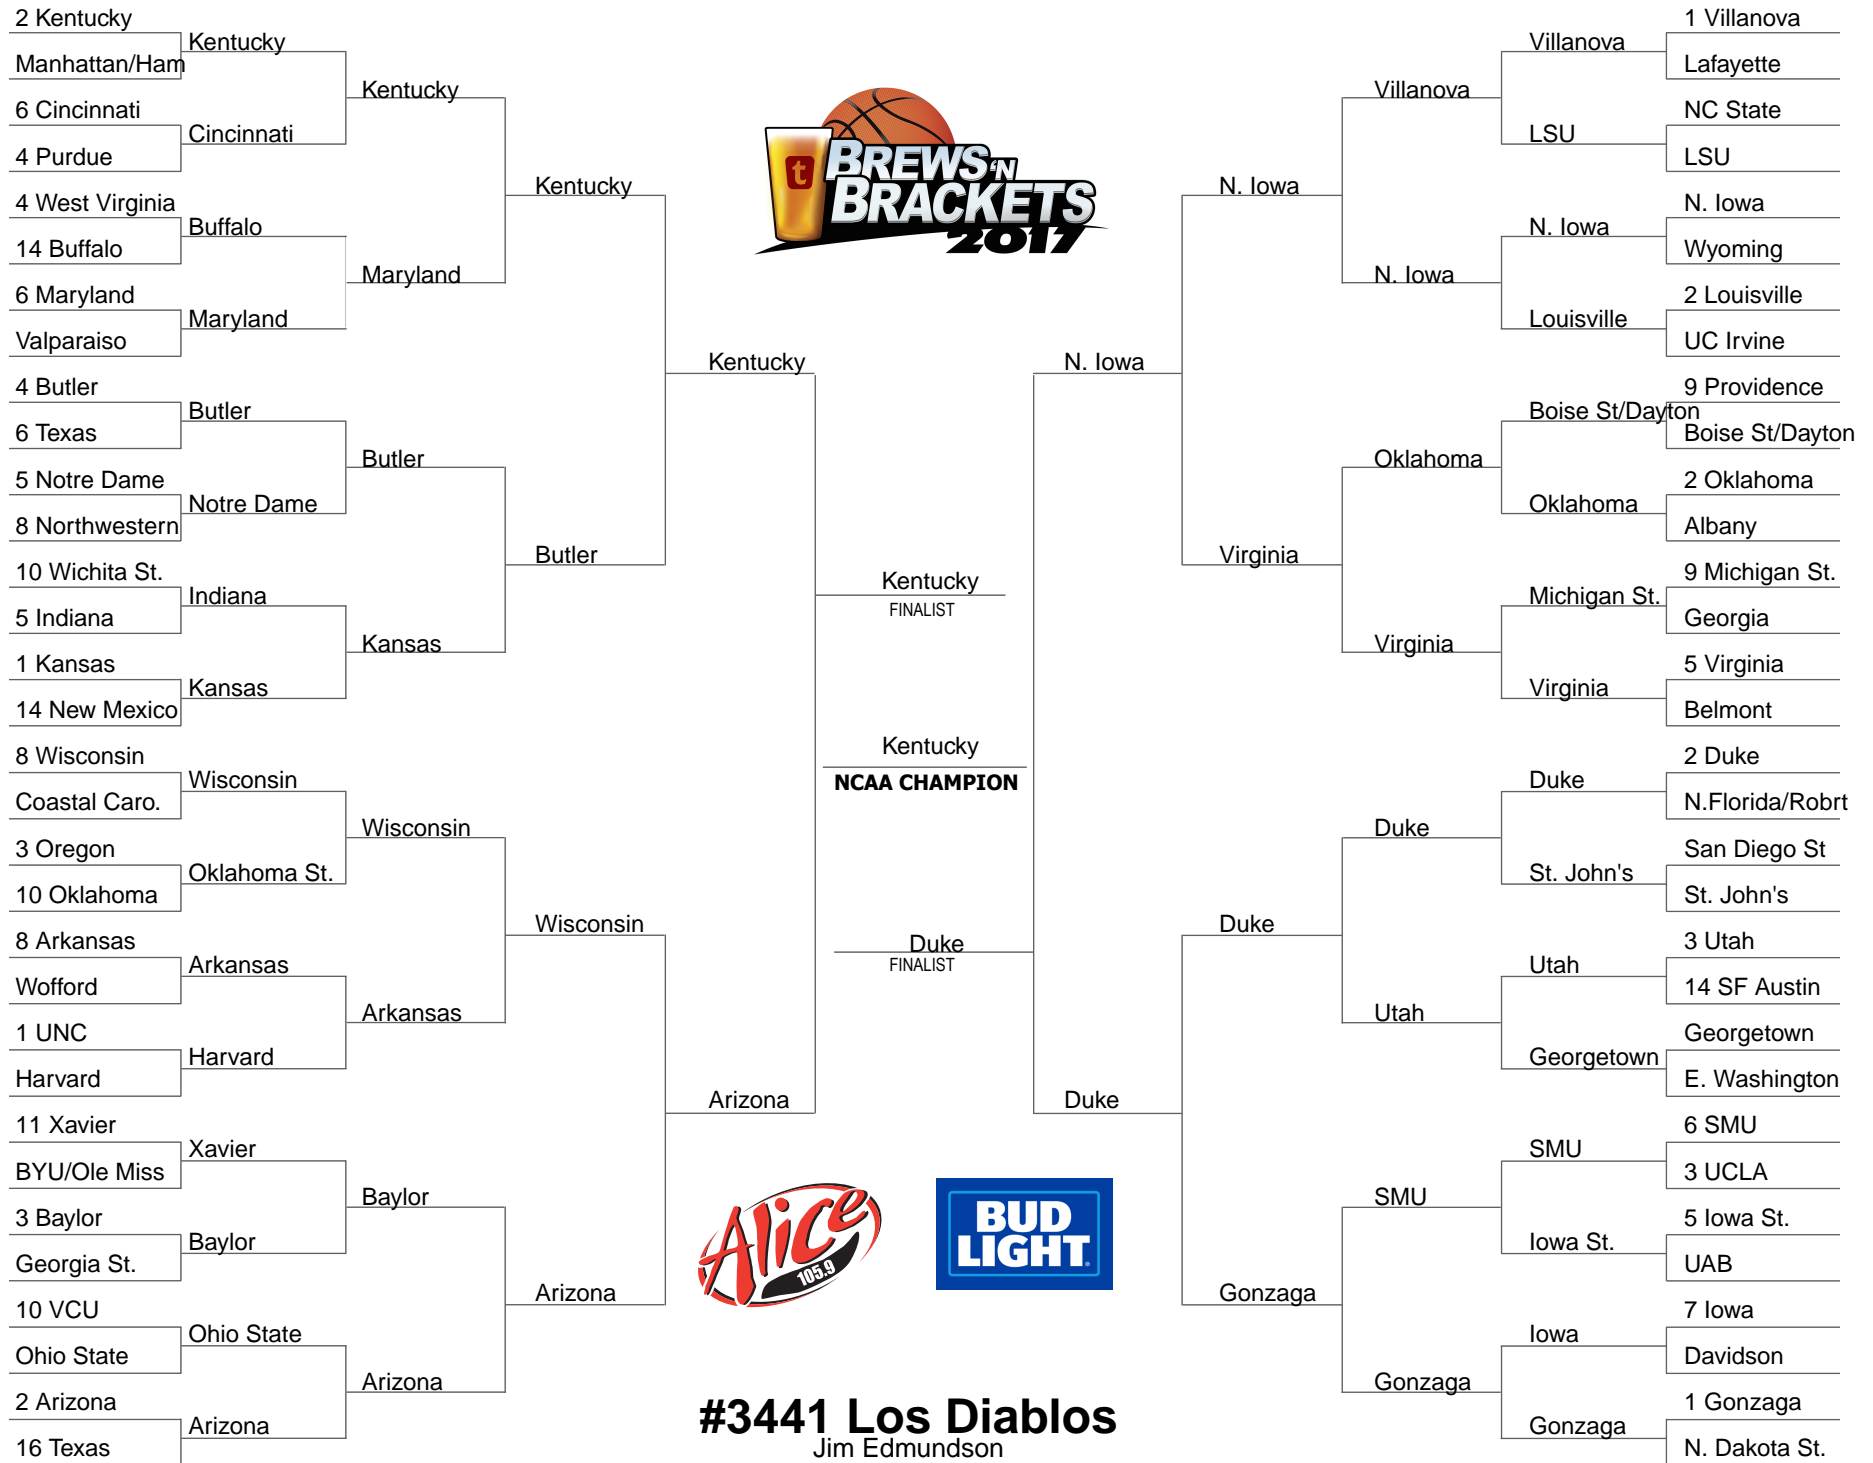 2 Kentucky
Manhattan/Ham
6 Cincinnati
4 Purdue
4 West Virginia
14 Buffalo
6 Maryland
Valparaiso
4 Butler
6 Texas
5 Notre Dame
8 Northwestern
10 Wichita St.
5 Indiana
1 Kansas
14 New Mexico
8 Wisconsin
Coastal Caro.
3 Oregon
10 Oklahoma
8 Arkansas
Wofford
1 UNC
Harvard
11 Xavier
BYU/Ole Miss
3 Baylor
Georgia St.
10 VCU
Ohio State
2 Arizona
16 Texas
Kentucky
Cincinnati
Buffalo
Maryland
Butler
Notre Dame
Indiana
Kansas
Wisconsin
Oklahoma St.
Arkansas
Harvard
Xavier
Baylor
Ohio State
Arizona
Kentucky
Maryland
Butler
Kansas
Wisconsin
Arkansas
Baylor
Arizona
Kentucky
Butler
Wisconsin
Arizona
Kentucky
Arizona
t
BREWS 'N
BRACKETS
2017
Kentucky
FINALIST
Kentucky
NCAA CHAMPION
Duke
FINALIST
Alice
105.9
BUD
LIGHT
#3441 Los Diablos
Jim Edmundson
N. Iowa
Duke
N. Iowa
Virginia
Duke
Gonzaga
Villanova
N. Iowa
Oklahoma
Virginia
Duke
Utah
SMU
Gonzaga
Villanova
LSU
N. Iowa
Louisville
Boise St/Dayton
Oklahoma
Michigan St.
Virginia
Duke
St. John's
Utah
Georgetown
SMU
Iowa St.
Iowa
Gonzaga
1 Villanova
Lafayette
NC State
LSU
N. Iowa
Wyoming
2 Louisville
UC Irvine
9 Providence
Boise St/Dayton
2 Oklahoma
Albany
9 Michigan St.
Georgia
5 Virginia
Belmont
2 Duke
N.Florida/Robrt
San Diego St
St. John's
3 Utah
14 SF Austin
Georgetown
E. Washington
6 SMU
3 UCLA
5 Iowa St.
UAB
7 Iowa
Davidson
1 Gonzaga
N. Dakota St.